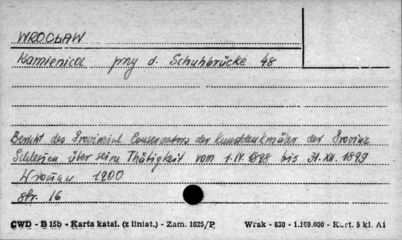 WROCŁAW
Kamienica przy d. Schuhbrücke 48
Bericht des Provinzial Conservators der Kunstdenkmäler der Provinz
Schlesien über seine Thätigkeit vom 1.IV.1898 bis 31.XII.1899
Wrocław 1900
str. 16
CWD - B 15b - Karta katal. (z liniat.) - Zam. 1625/P Wrak - 830 - 1.169.000 - Kart. 5 kl. A1